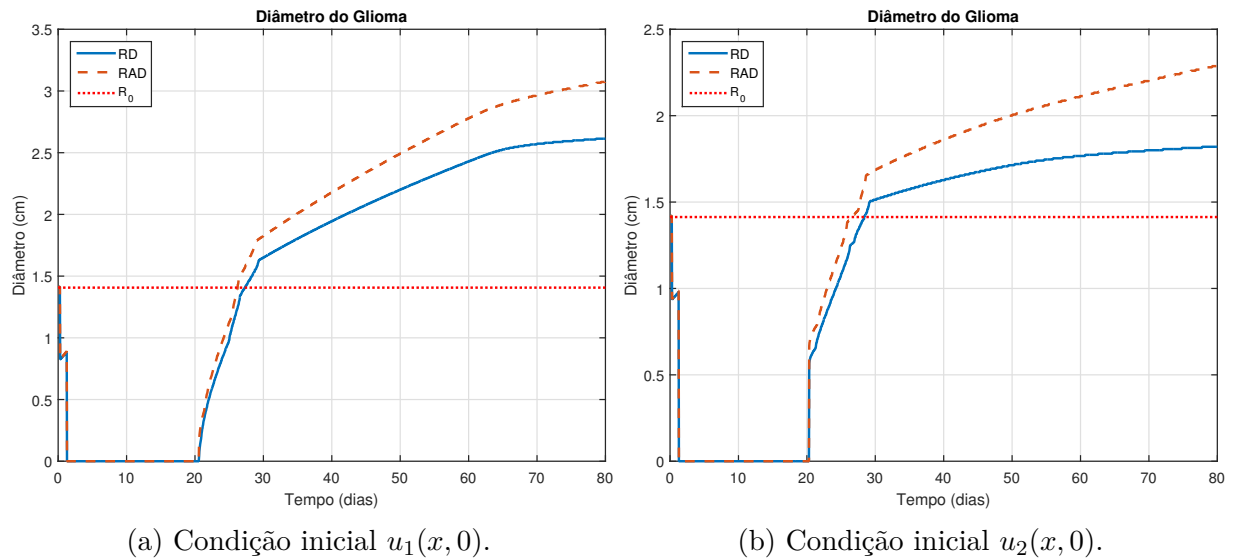 Diâmetro do Glioma
RD
RAD
R0
Diâmetro (cm)
3.5
3
2.5
2
1.5
1
0.5
0
0 10 20 30 40 50 60 70 80
Tempo (dias)
(a) Condição inicial u1(x, 0).
Diâmetro do Glioma
RD
RAD
R0
Diâmetro (cm)
2.5
2
1.5
1
0.5
0
0 10 20 30 40 50 60 70 80
Tempo (dias)
(b) Condição inicial u2(x, 0).